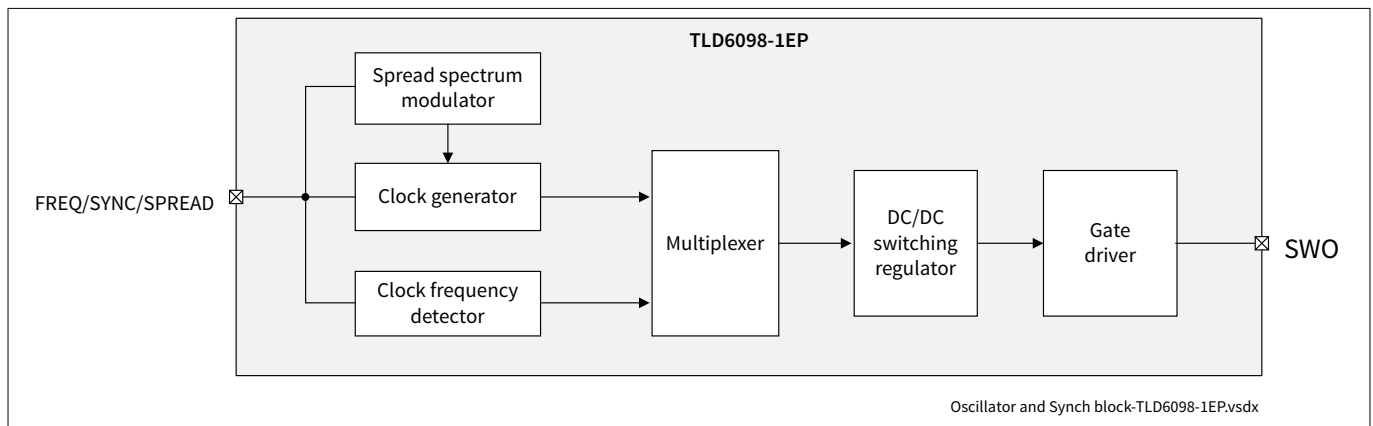 TLD6098-1EP
Spread spectrum
modulator
FREQ/SYNC/SPREAD
Clock generator
Clock frequency
detector
Multiplexer
DC/DC
switching
regulator
Gate
driver
SWO
Oscillator and Synch block-TLD6098-1EP.vsdx